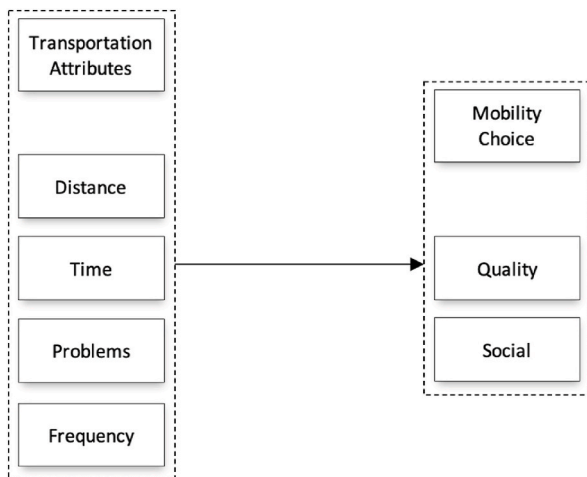 Transportation
Attributes
Distance
Time
Problems
Frequency
Mobility
Choice
Quality
Social